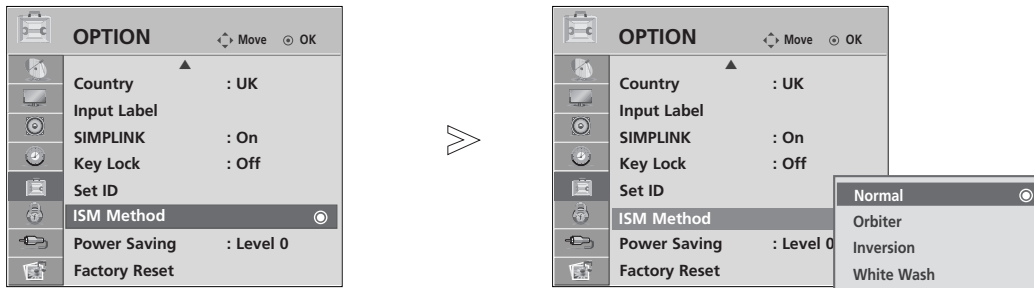 OPTION Move OK
Country : UK
Input Label
SIMPLINK : On
Key Lock : Off
Set ID
ISM Method
Power Saving : Level 0
Factory Reset
OPTION Move OK
Country : UK
Input Label
SIMPLINK : On
Key Lock : Off
Set ID
ISM Method
Power Saving : Level 0
Factory Reset
Normal
Orbiter
Inversion
White Wash